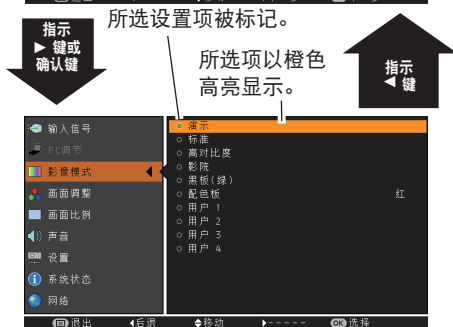 所选设置项被标记。
指示
▶ 键或
确认键
所选项以橙色
高亮显示。
指示
◀ 键
输入信号
PC调节
影像模式
画面调整
画面比例
声音
设置
系统状态
网络
演示
标准
高对比度
影院
黑板(绿)
配色板 红
用户 1
用户 2
用户 3
用户 4
退出 后退 移动 ----- OK 选择